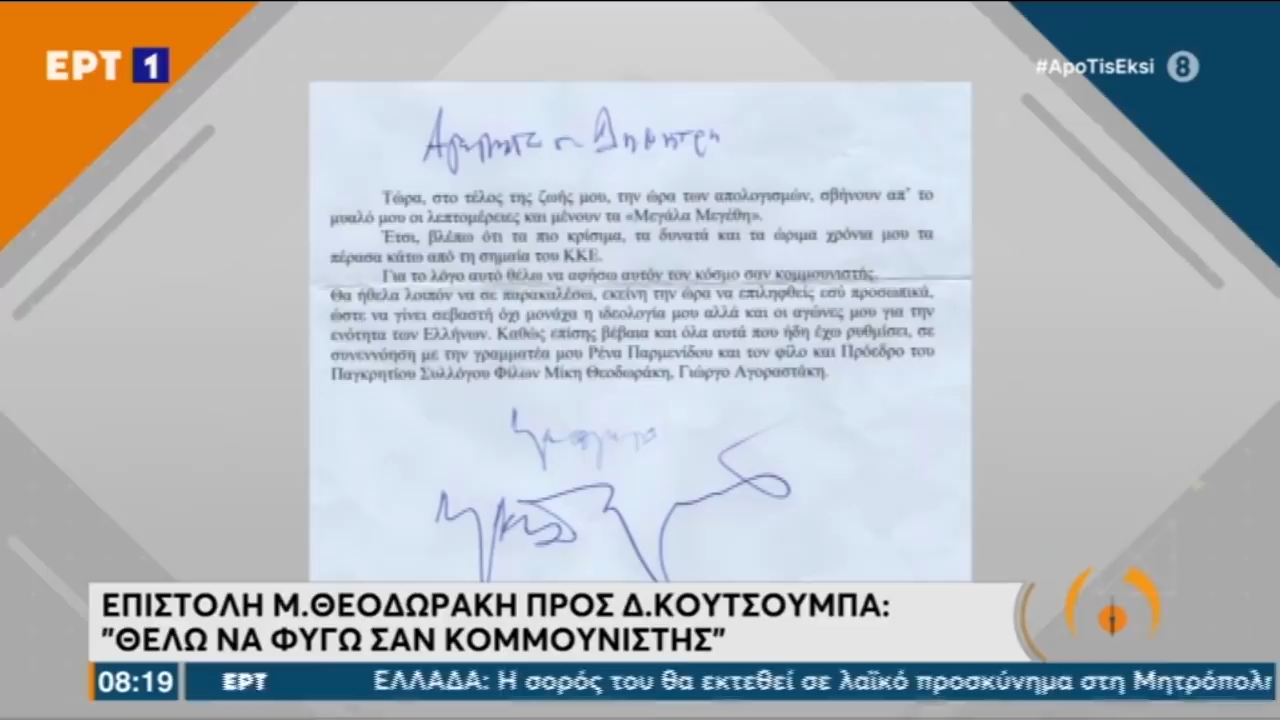 ΕΡΤ 1
#ApoTisEksi 8
Αγαπητέ Δημήτρη
Τώρα, στο τέλος της ζωής μου, την ώρα των απολογισμών, σβήνουν απ' το
μυαλό μου οι λεπτομέρειες και μένουν τα «Μεγάλα Μεγέθη».
Έτσι, βλέπω ότι τα πιο κρίσιμα, τα δυνατά και τα ώριμα χρόνια μου τα
πέρασα κάτω από τη σημαία του ΚΚΕ.
Για το λόγο αυτό θέλω να αφήσω αυτόν τον κόσμο σαν κομμουνιστής.
Θα ήθελα λοιπόν να σε παρακαλέσω, εκείνη την ώρα να επιληφθείς εσύ προσωπικά,
ώστε να γίνει σεβαστή όχι μονάχα η ιδεολογία μου αλλά και οι αγώνες μου για την
ενότητα των Ελλήνων. Καθώς επίσης βέβαια και όλα αυτά που ήδη έχω ρυθμίσει, σε
συνεννόηση με την γραμματέα μου Ρένα Παρμενίδου και τον φίλο και Πρόεδρο του
Παγκρητίου Συλλόγου Φίλων Μίκη Θεοδωράκη, Γιώργο Αγοραστάκη.
ΕΠΙΣΤΟΛΗ Μ.ΘΕΟΔΩΡΑΚΗ ΠΡΟΣ Δ.ΚΟΥΤΣΟΥΜΠΑ:
"ΘΕΛΩ ΝΑ ΦΥΓΩ ΣΑΝ ΚΟΜΜΟΥΝΙΣΤΗΣ"
08:19 ΕΡΤ ΕΛΛΑΔΑ: Η σορός του θα εκτεθεί σε λαϊκό προσκύνημα στη Μητρόπολη